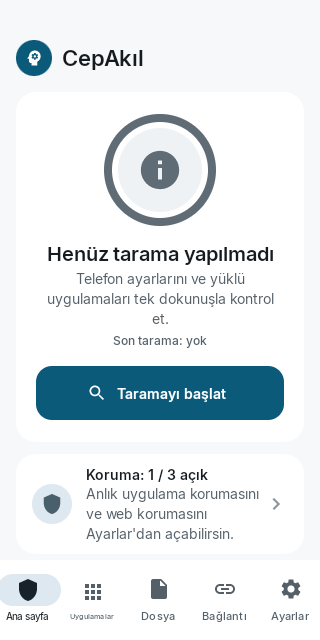 CepAkıl
Henüz tarama yapılmadı
Telefon ayarlarını ve yüklü
uygulamaları tek dokunuşla kontrol
et.
Son tarama: yok
Taramayı başlat
Koruma: 1 / 3 açık
Anlık uygulama korumasını
ve web korumasını
Ayarlar'dan açabilirsin.
Ana sayfa
Uygulamalar
Dosya
Bağlantı
Ayarlar